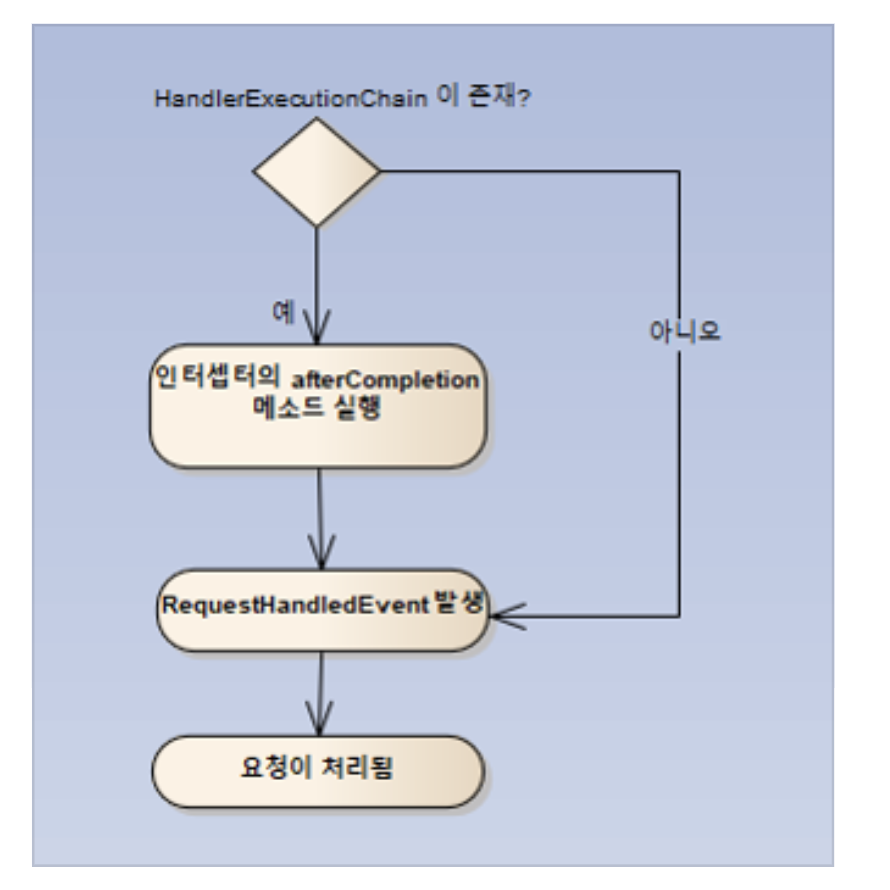 HandlerExecutionChain 이 존재?
예
아니오
인터셉터의 afterCompletion
메소드 실행
RequestHandledEvent 발생
요청이 처리됨